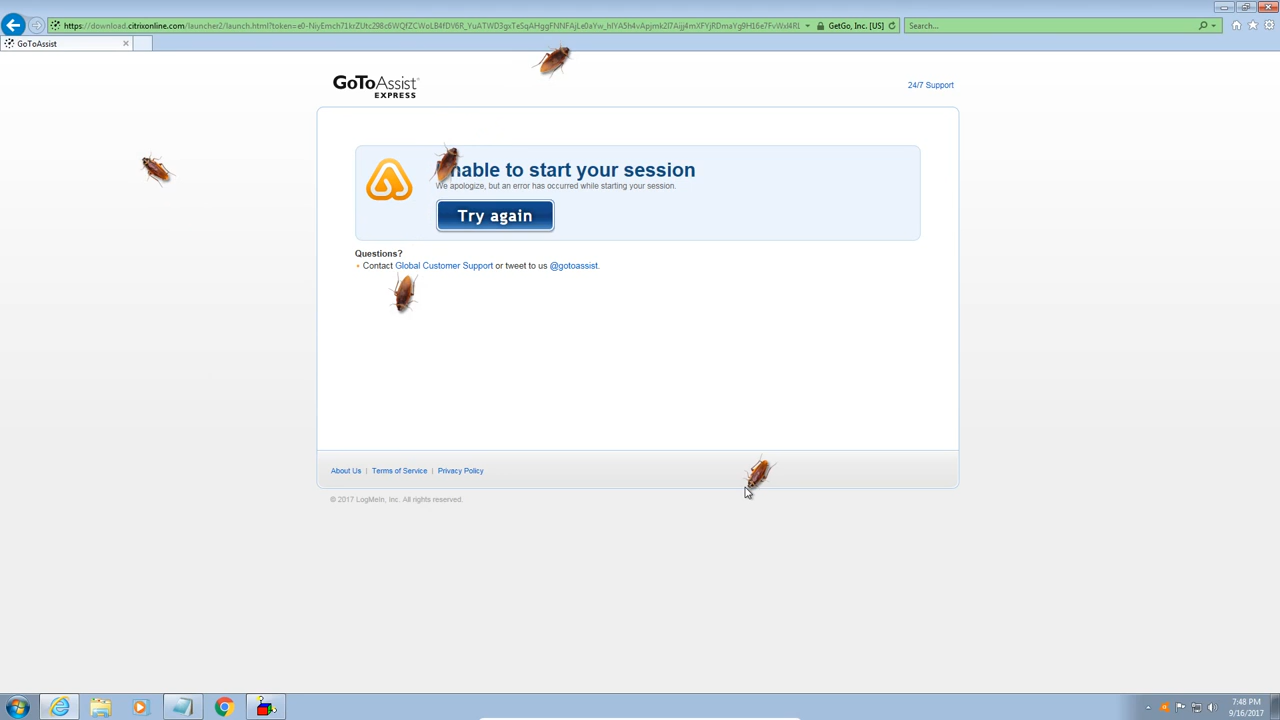 GoToAssist
GetGo, Inc. [US]
Search...
GoToAssist
EXPRESS
24/7 Support
Unable to start your session
We apologize, but an error has occurred while starting your session.
Try again
Questions?
Contact Global Customer Support or tweet to us @gotoassist.
About Us | Terms of Service | Privacy Policy
© 2017 LogMeIn, Inc. All rights reserved.
7:48 PM
9/16/2017